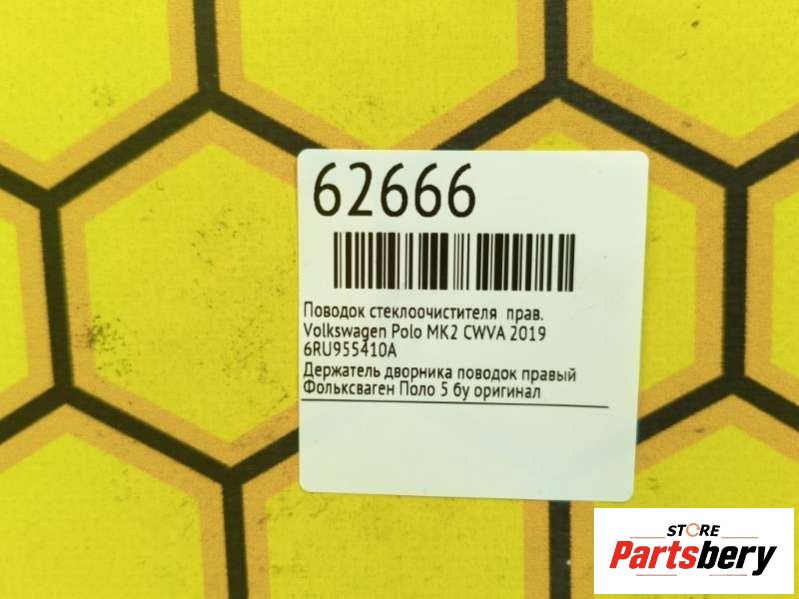 62666
Поводок стеклоочистителя прав.
Volkswagen Polo MK2 CWVA 2019
6RU955410A
Держатель дворника поводок правый
Фольксваген Поло 5 бу оригинал
STORE
Partsbery